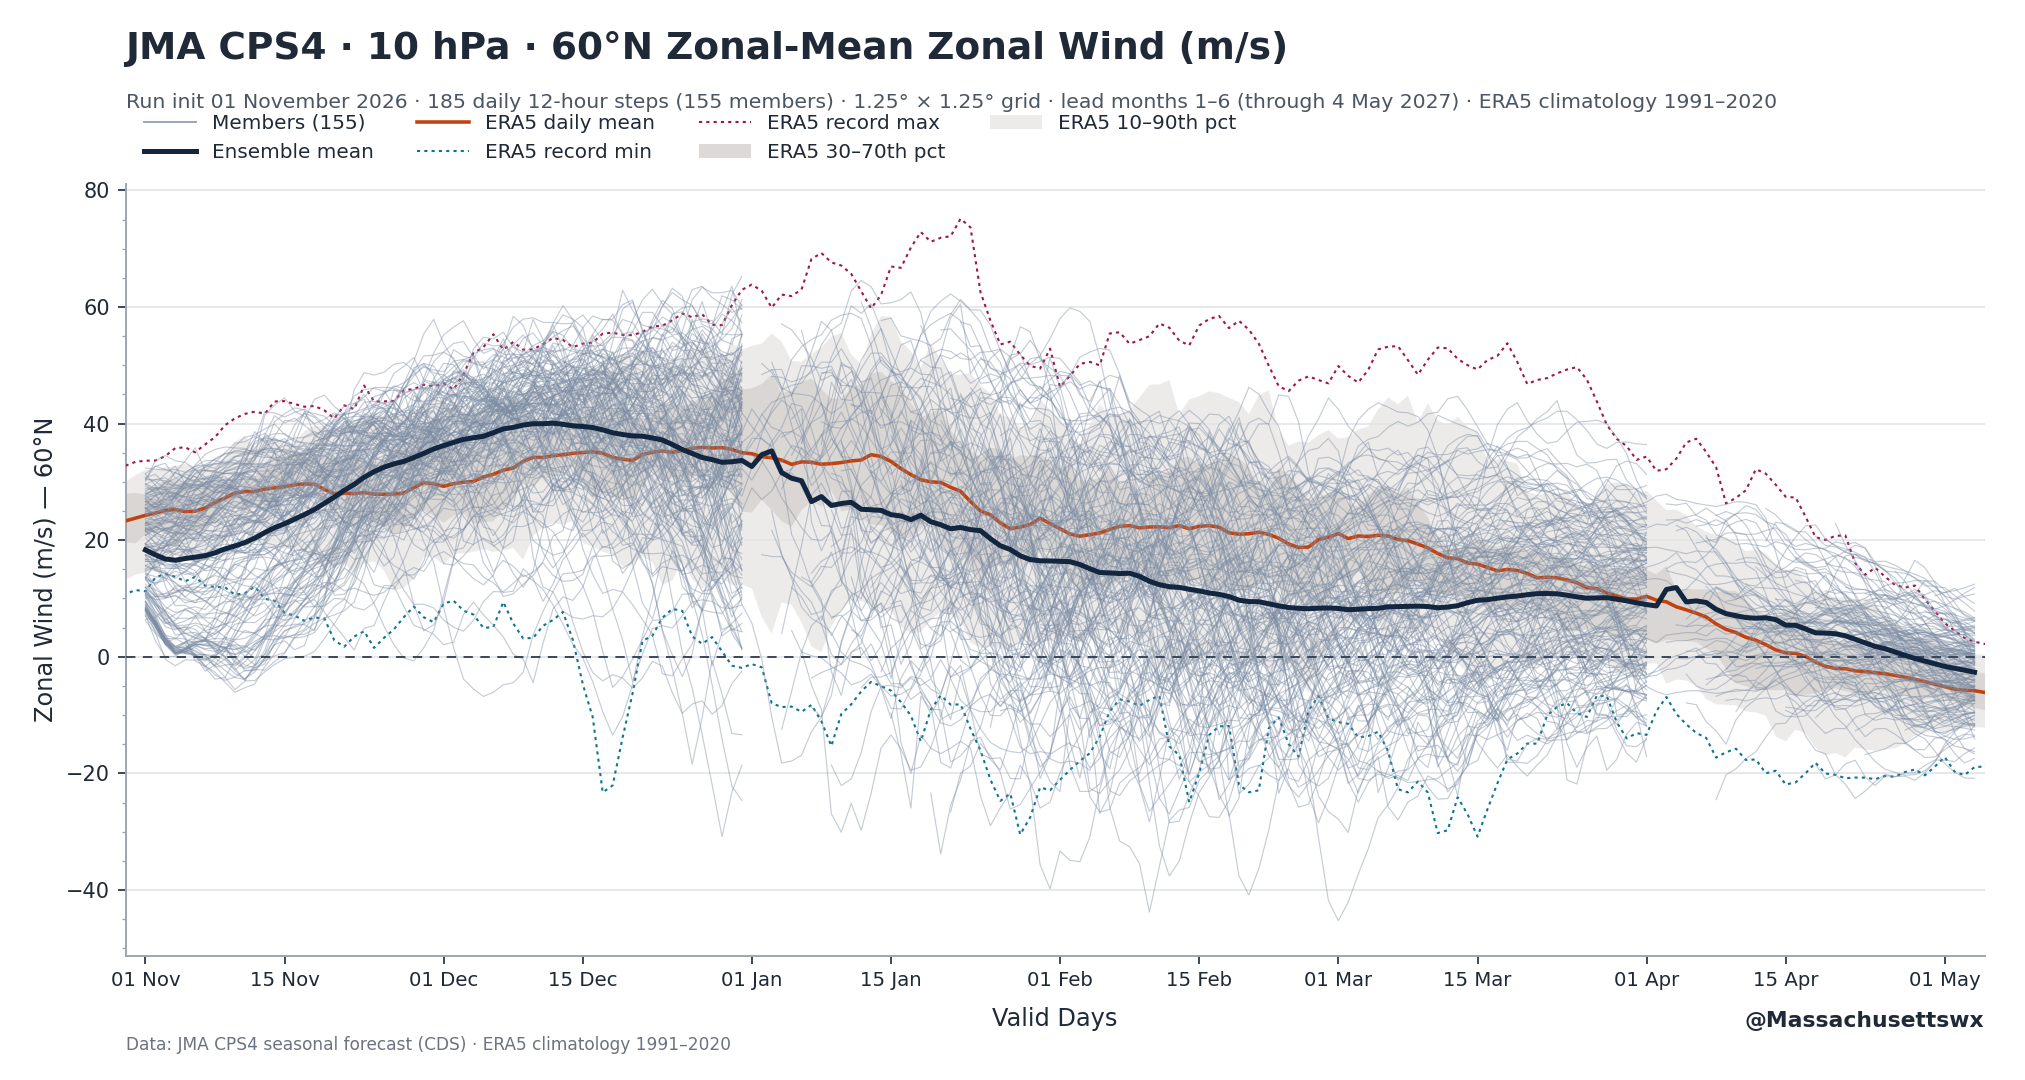 JMA CPS4 · 10 hPa · 60°N Zonal-Mean Zonal Wind (m/s)
Run init 01 November 2026 · 185 daily 12-hour steps (155 members) · 1.25° × 1.25° grid · lead months 1–6 (through 4 May 2027) · ERA5 climatology 1991–2020
Members (155) ERA5 daily mean ERA5 record max ERA5 10–90th pct
Ensemble mean ERA5 record min ERA5 30–70th pct
80
60
40
20
0
−20
−40
Zonal Wind (m/s) — 60°N
01 Nov 15 Nov 01 Dec 15 Dec 01 Jan 15 Jan 01 Feb 15 Feb 01 Mar 15 Mar 01 Apr 15 Apr 01 May
Valid Days
@Massachusettswx
Data: JMA CPS4 seasonal forecast (CDS) · ERA5 climatology 1991–2020